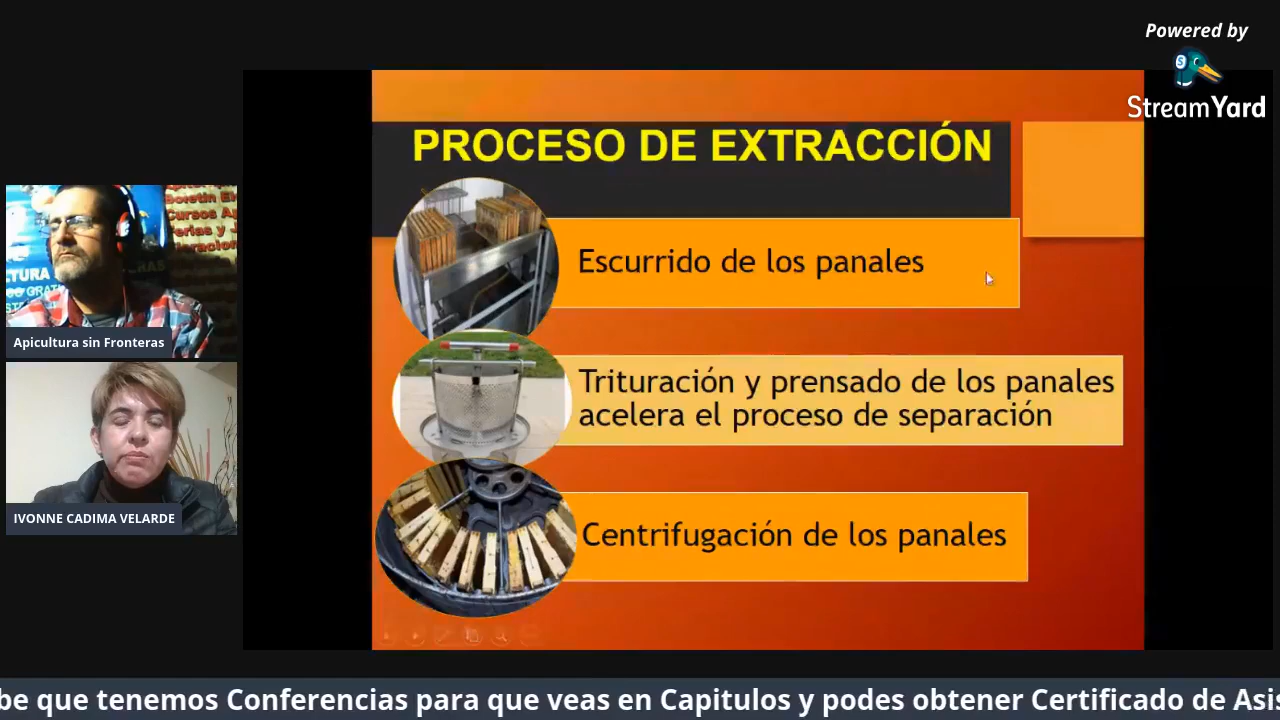 Powered by
StreamYard
PROCESO DE EXTRACCIÓN
Escurrido de los panales
Trituración y prensado de los panales
acelera el proceso de separación
Centrifugación de los panales
Boletín
Cursos
Apicultura sin Fronteras
IVONNE CADIMA VELARDE
be que tenemos Conferencias para que veas en Capitulos y podes obtener Certificado de Asis